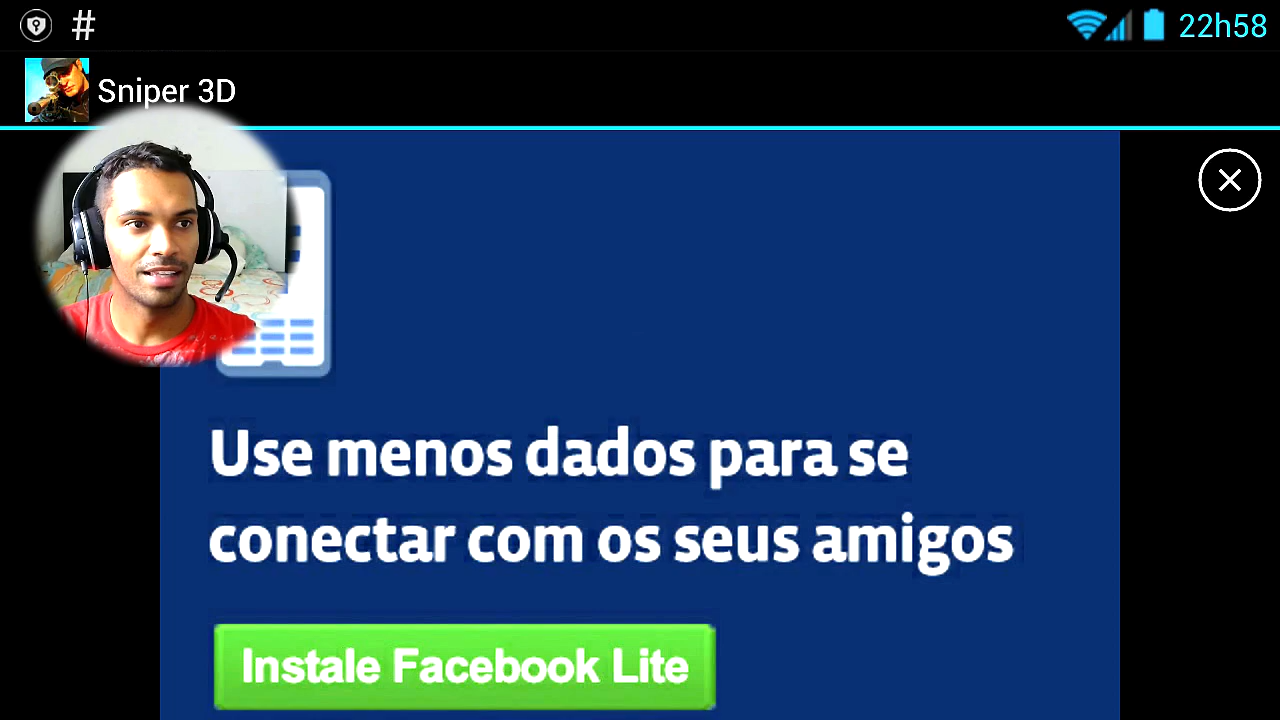 # 22h58
Sniper 3D
Use menos dados para se
conectar com os seus amigos
Instale Facebook Lite